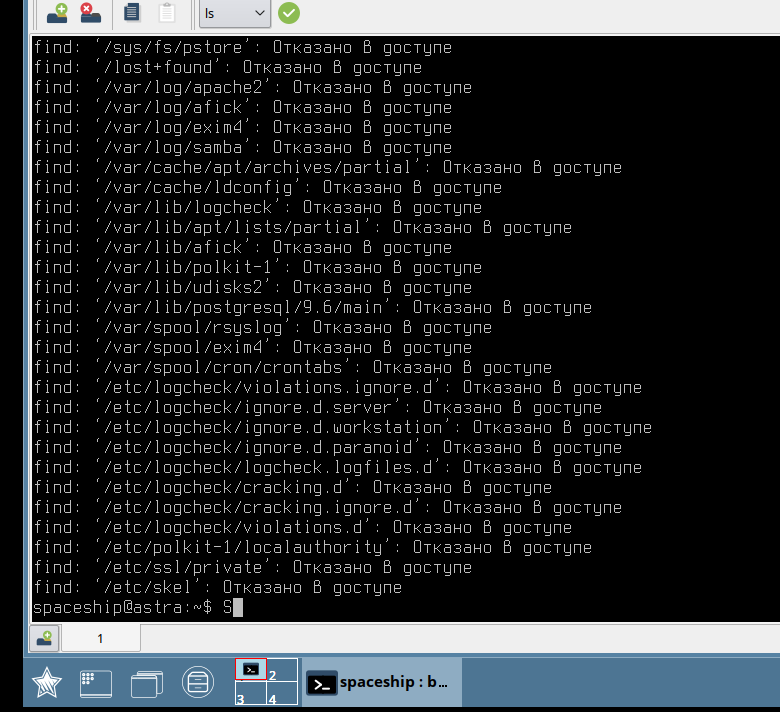 ls
find: ‘/sys/fs/pstore’: Отказано в доступе
find: ‘/lost+found’: Отказано в доступе
find: ‘/var/log/apache2’: Отказано в доступе
find: ‘/var/log/afick’: Отказано в доступе
find: ‘/var/log/exim4’: Отказано в доступе
find: ‘/var/log/samba’: Отказано в доступе
find: ‘/var/cache/apt/archives/partial’: Отказано в доступе
find: ‘/var/cache/ldconfig’: Отказано в доступе
find: ‘/var/lib/logcheck’: Отказано в доступе
find: ‘/var/lib/apt/lists/partial’: Отказано в доступе
find: ‘/var/lib/afick’: Отказано в доступе
find: ‘/var/lib/polkit-1’: Отказано в доступе
find: ‘/var/lib/udisks2’: Отказано в доступе
find: ‘/var/lib/postgresql/9.6/main’: Отказано в доступе
find: ‘/var/spool/rsyslog’: Отказано в доступе
find: ‘/var/spool/exim4’: Отказано в доступе
find: ‘/var/spool/cron/crontabs’: Отказано в доступе
find: ‘/etc/logcheck/violations.ignore.d’: Отказано в доступе
find: ‘/etc/logcheck/ignore.d.server’: Отказано в доступе
find: ‘/etc/logcheck/ignore.d.workstation’: Отказано в доступе
find: ‘/etc/logcheck/ignore.d.paranoid’: Отказано в доступе
find: ‘/etc/logcheck/logcheck.logfiles.d’: Отказано в доступе
find: ‘/etc/logcheck/cracking.d’: Отказано в доступе
find: ‘/etc/logcheck/cracking.ignore.d’: Отказано в доступе
find: ‘/etc/logcheck/violations.d’: Отказано в доступе
find: ‘/etc/polkit-1/localauthority’: Отказано в доступе
find: ‘/etc/ssl/private’: Отказано в доступе
find: ‘/etc/skel’: Отказано в доступе
spaceship@astra:~$ S
1
2
3 4
spaceship : b...